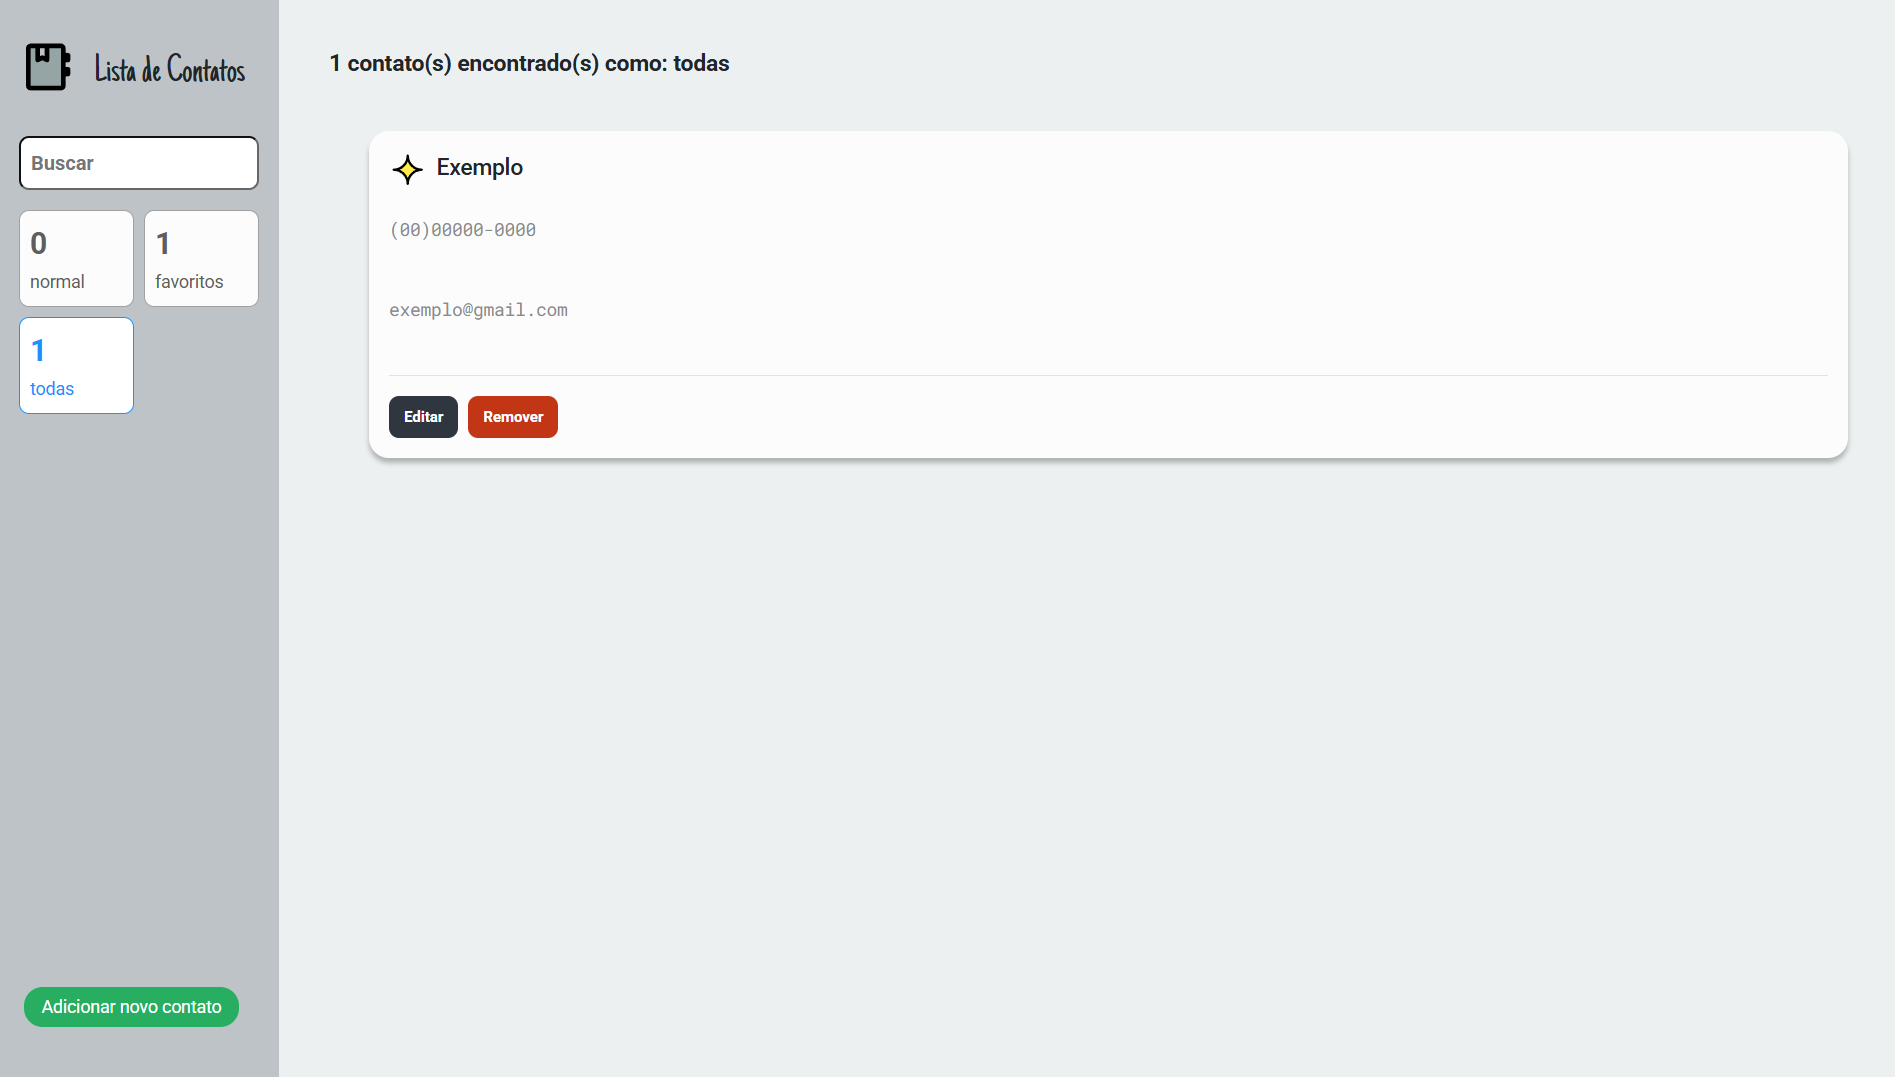 Lista de Contatos
Buscar
0
normal
1
favoritos
1
todas
Adicionar novo contato
1 contato(s) encontrado(s) como: todas
Exemplo
(00)00000-0000
exemplo@gmail.com
Editar
Remover